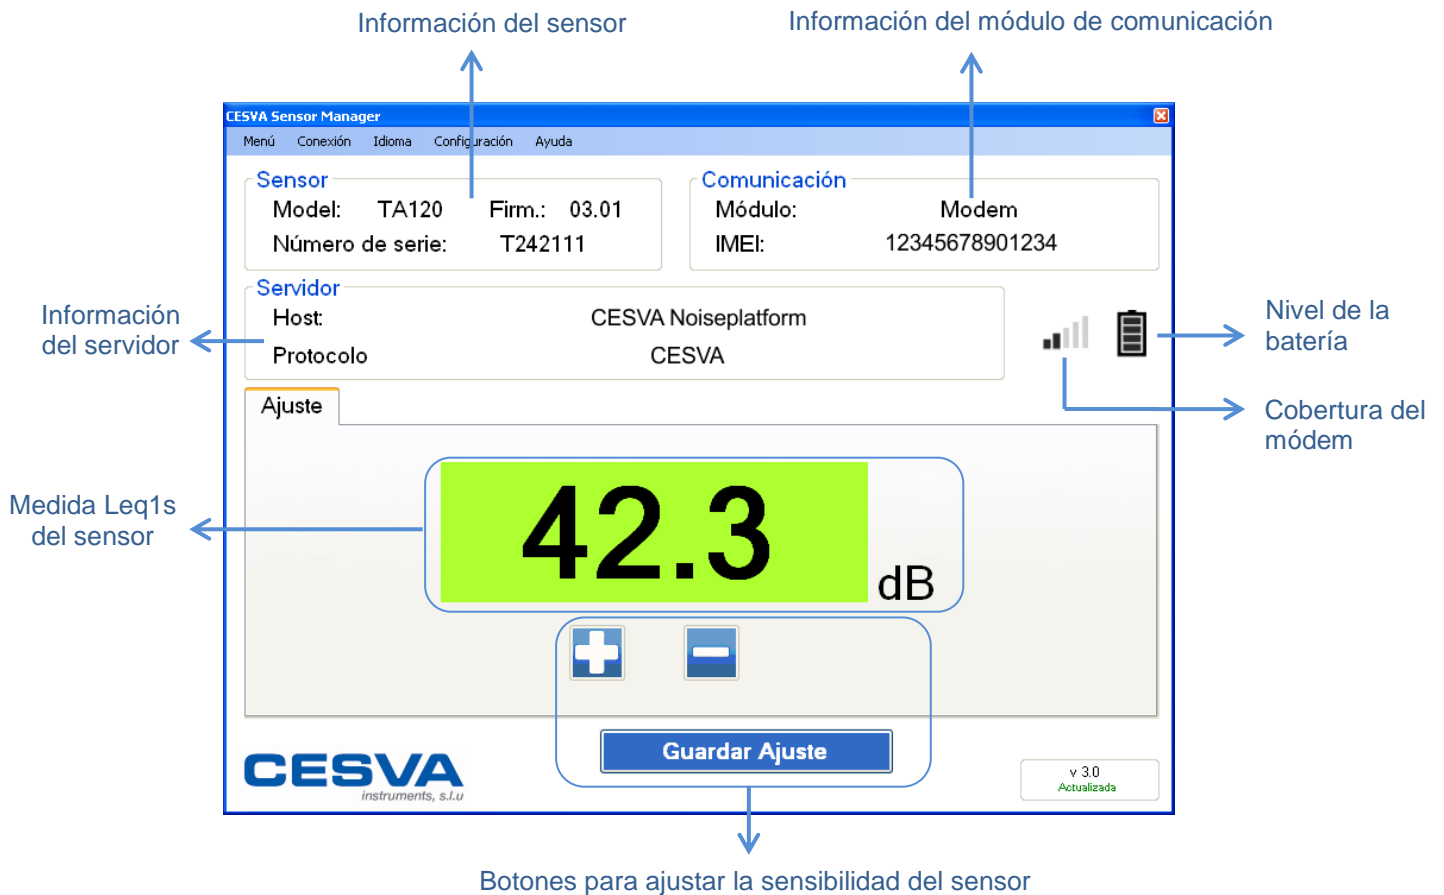 Información del sensor
Información del módulo de comunicación
CESVA Sensor Manager
Menú Conexión Idioma Configuración Ayuda
Sensor
Model: TA120 Firm.: 03.01
Número de serie: T242111
Comunicación
Módulo: Modem
IMEI: 12345678901234
Servidor
Host: CESVA Noiseplatform
Protocolo CESVA
Información
del servidor
Nivel de la
batería
Cobertura del
módem
Ajuste
Medida Leq1s
del sensor
42.3
dB
Guardar Ajuste
CESVA
instruments, s.l.u
v 3.0
Actualizada
Botones para ajustar la sensibilidad del sensor